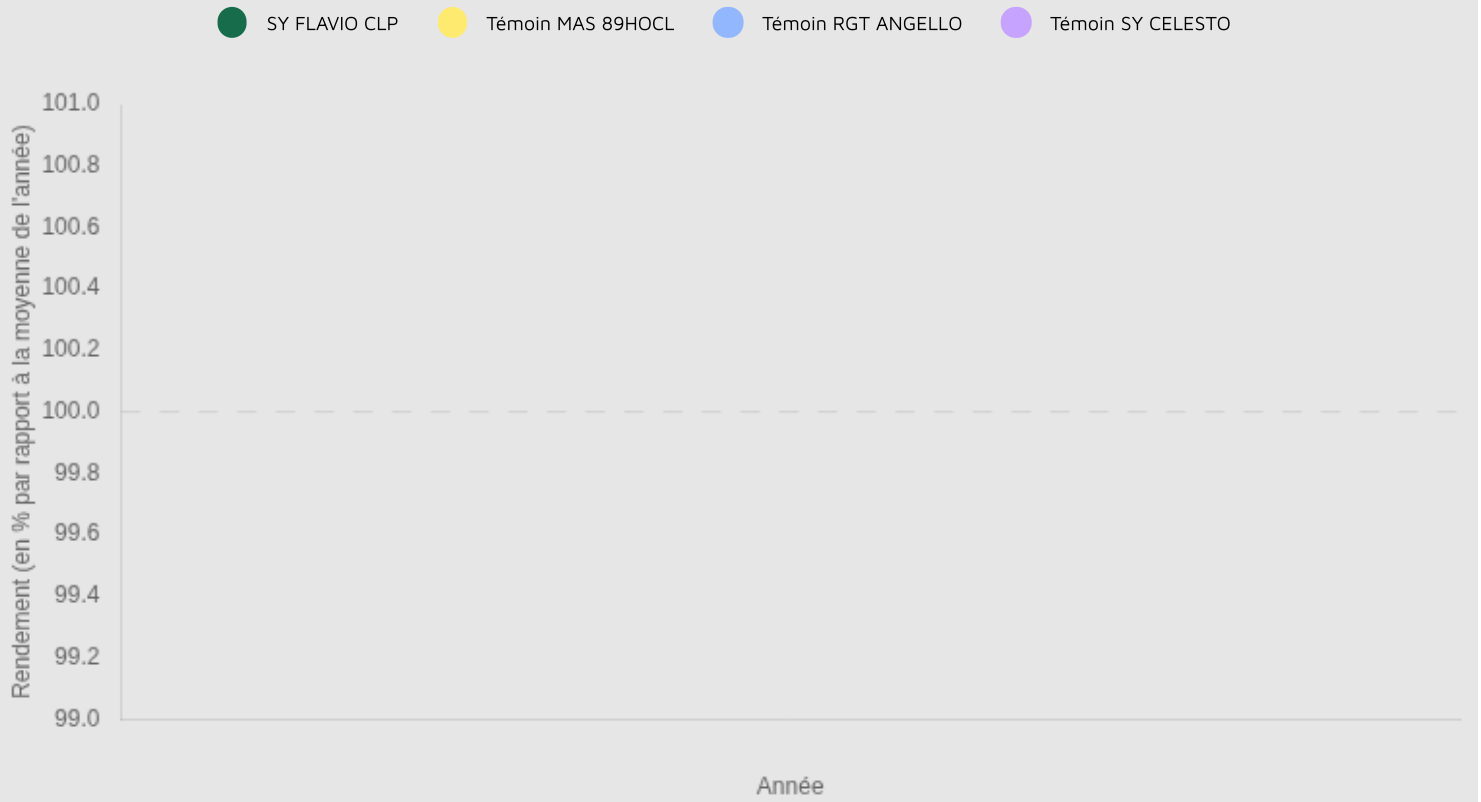 SY FLAVIO CLP
Témoin MAS 89HOCL
Témoin RGT ANGELLO
Témoin SY CELESTO
Rendement (en % par rapport à la moyenne de l'année)
101.0
100.8
100.6
100.4
100.2
100.0
99.8
99.6
99.4
99.2
99.0
Année